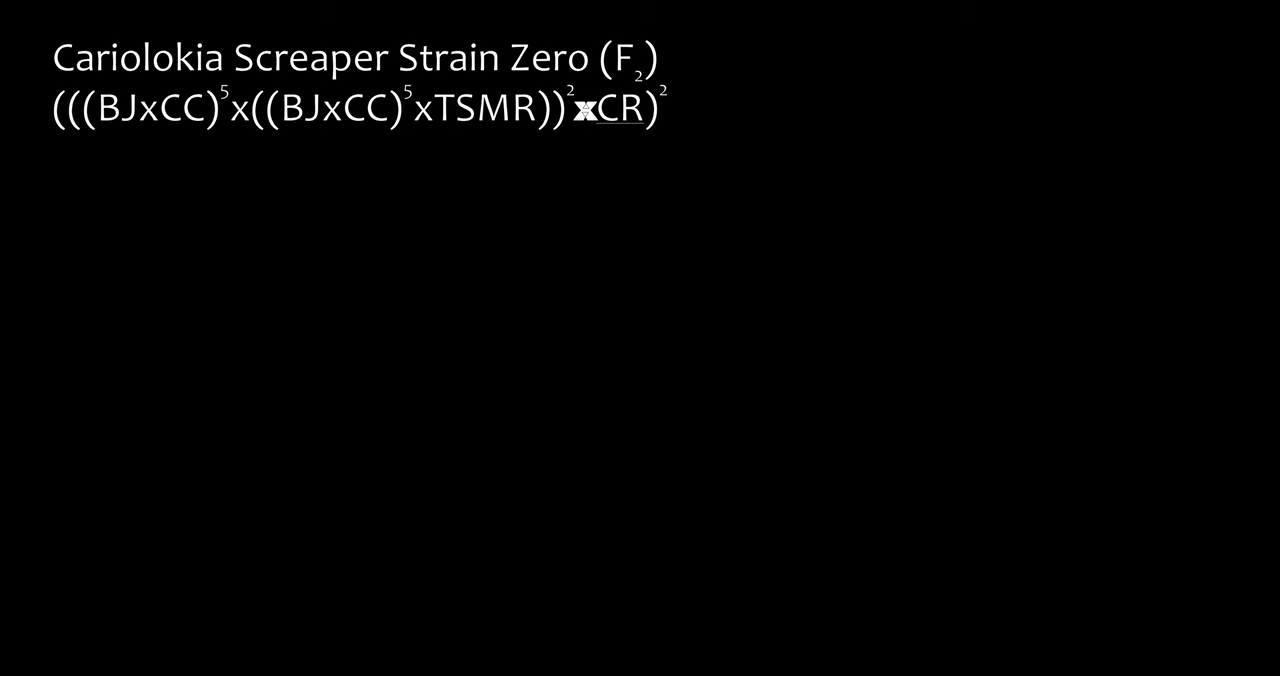 Cariolokia Screaper Strain Zero (F₂)
(((BJxCC)⁵x((BJxCC)⁵xTSMR))²xCR)²